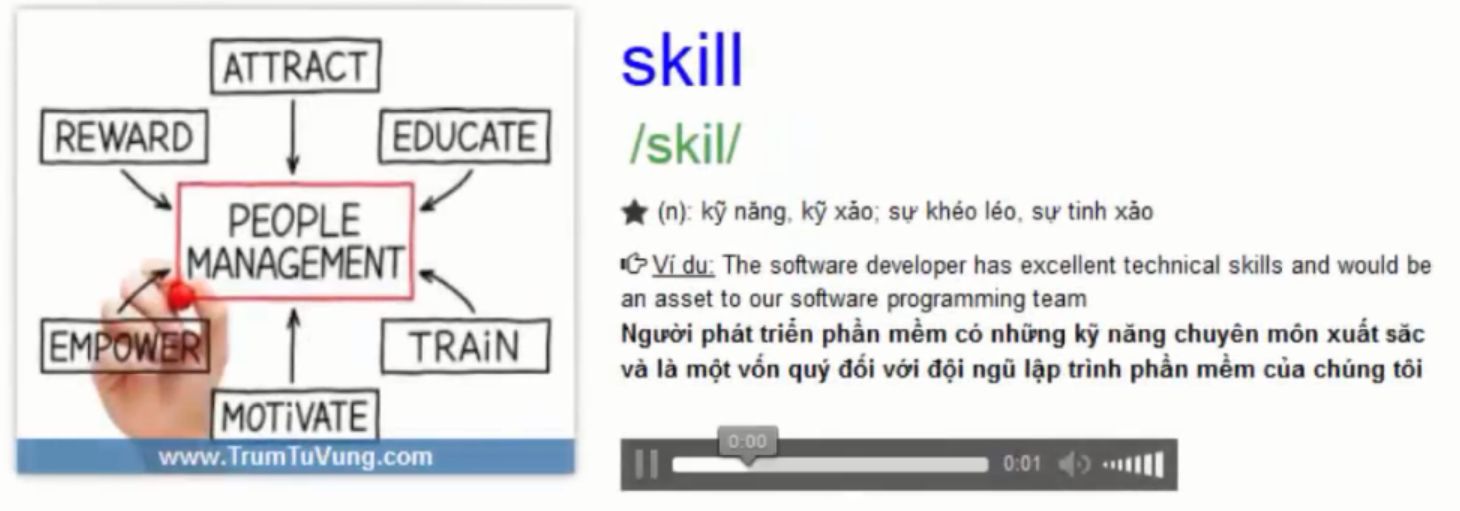 ATTRACT
REWARD
EDUCATE
PEOPLE
MANAGEMENT
EMPOWER
TRAiN
MOTiVATE
www.TrumTuVung.com
skill
/skil/
(n): kỹ năng, kỹ xảo; sự khéo léo, sự tinh xảo
Ví dụ: The software developer has excellent technical skills and would be
an asset to our software programming team
Người phát triển phần mềm có những kỹ năng chuyên môn xuất sắc
và là một vốn quý đối với đội ngũ lập trình phần mềm của chúng tôi
0:00
0:01